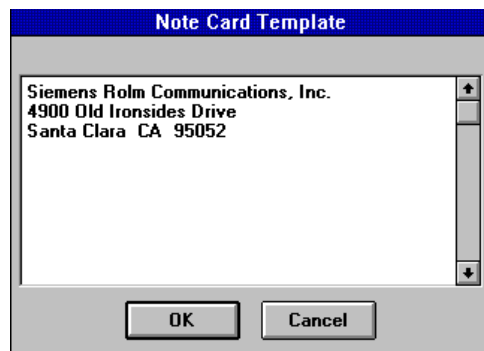 Note Card Template
Siemens Rolm Communications, Inc.
4900 Old Ironsides Drive
Santa Clara  CA  95052
OK
Cancel